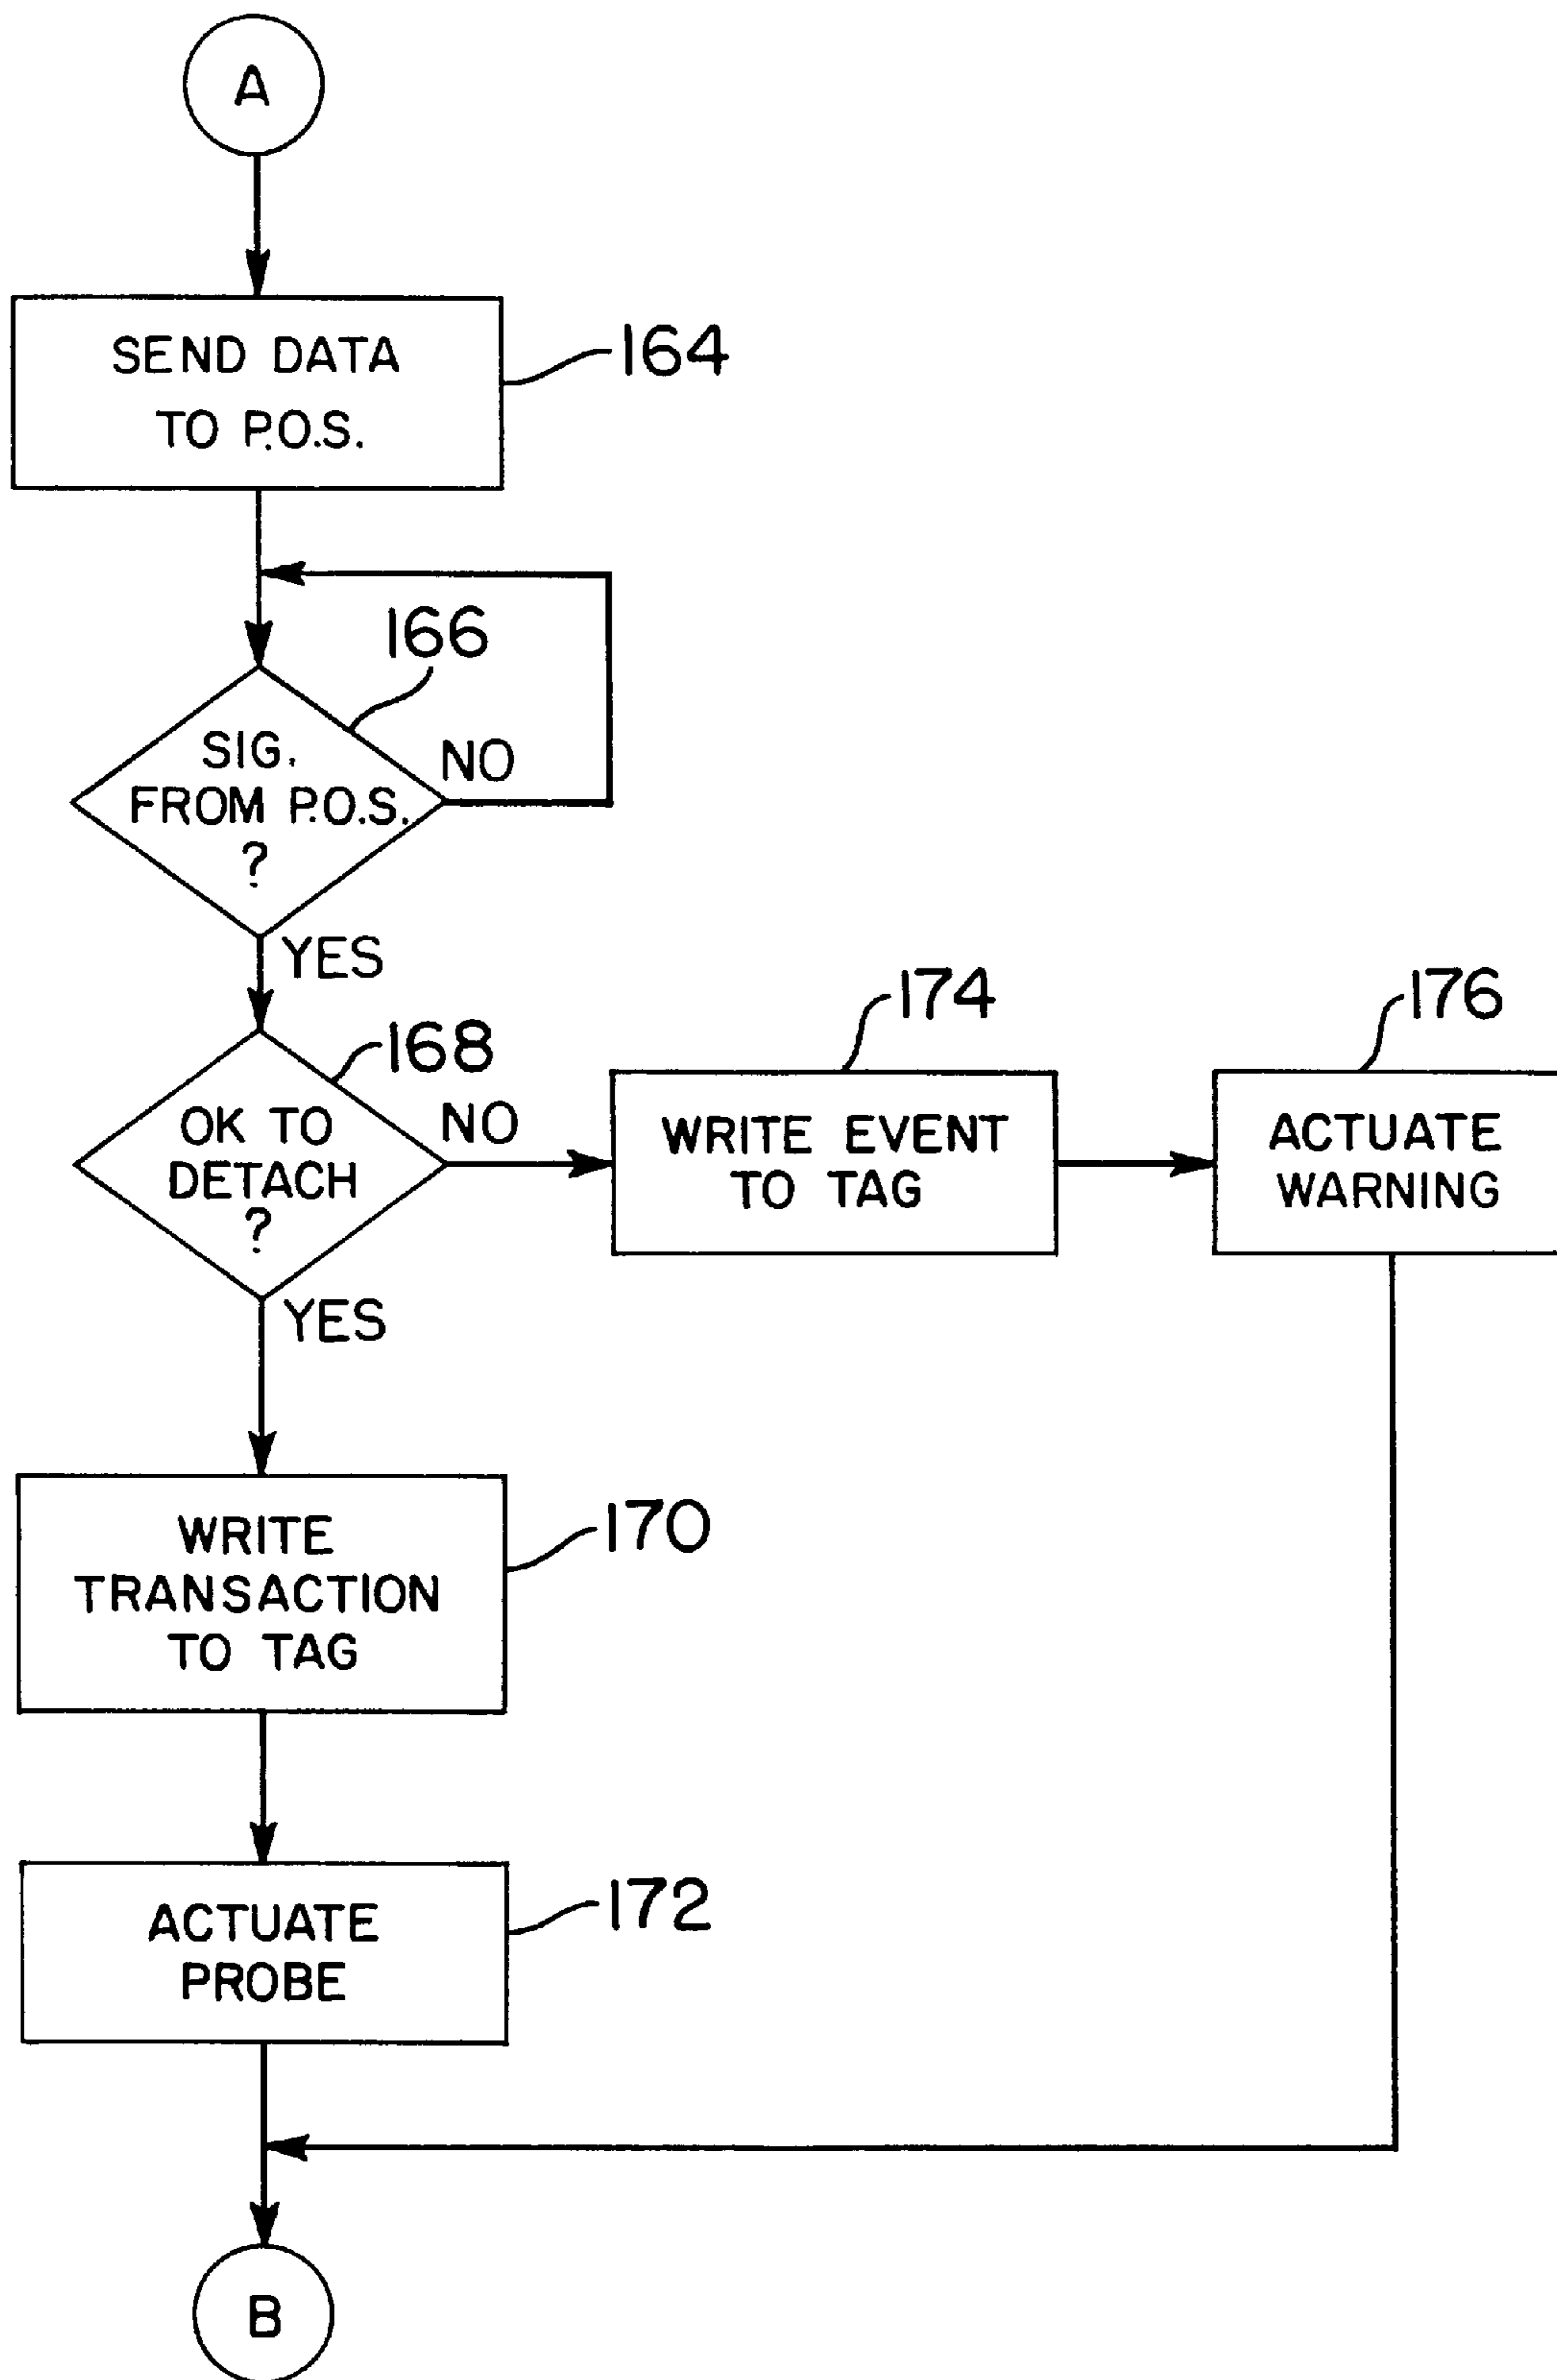 A
SEND DATA
TO P.O.S.
164
166
SIG.
FROM P.O.S.
?
NO
YES
168
OK TO
DETACH
?
NO
174
WRITE EVENT
TO TAG
176
ACTUATE
WARNING
YES
WRITE
TRANSACTION
TO TAG
170
ACTUATE
PROBE
172
B